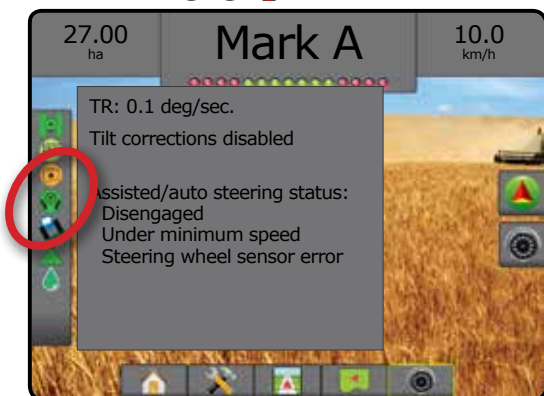 27.00
ha
Mark A
10.0
km/h
TR: 0.1 deg/sec.
Tilt corrections disabled
Assisted/auto steering status:
Disengaged
Under minimum speed
Steering wheel sensor error